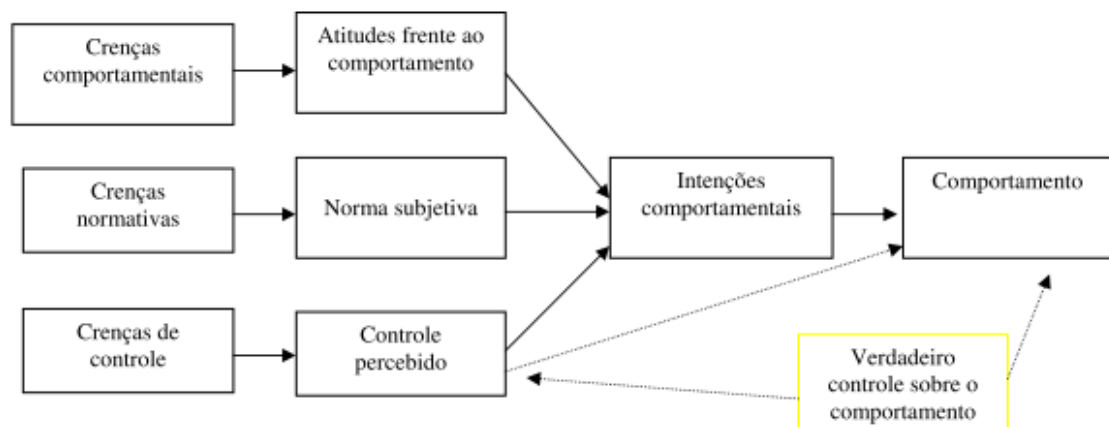 Crenças
comportamentais
Atitudes frente ao
comportamento
Crenças
normativas
Norma subjetiva
Intenções
comportamentais
Comportamento
Crenças de
controle
Controle
percebido
Verdadeiro
controle sobre o
comportamento